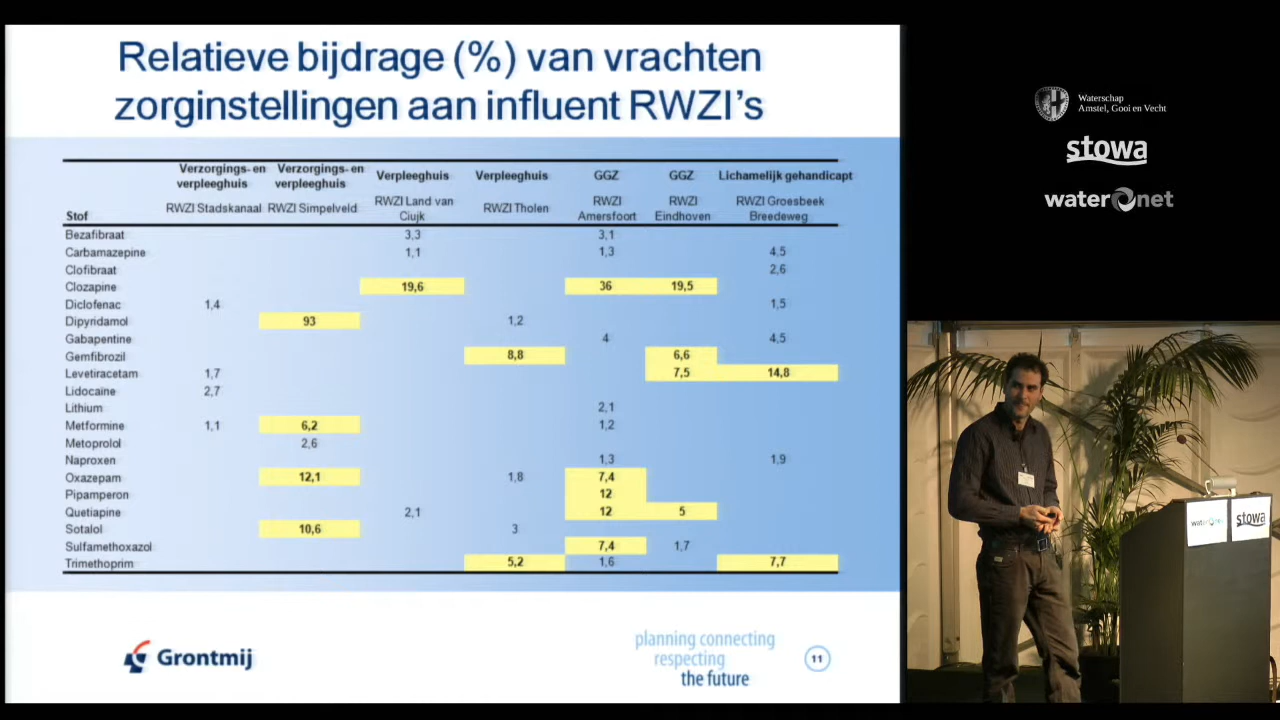 Relatieve bijdrage (%) van vrachten
zorginstellingen aan influent RWZI's
Verzorgings- en verpleeghuis Verzorgings- en verpleeghuis Verpleeghuis Verpleeghuis GGZ GGZ Lichamelijk gehandicapt
Stof RWZI Stadskanaal RWZI Simpelveld RWZI Land van Cuijk RWZI Tholen RWZI Amersfoort RWZI Eindhoven RWZI Groesbeek Breedeweg
Bezafibraat 3,3 3,1
Carbamazepine 1,1 1,3 4,5
Clofibraat 2,6
Clozapine 19,6 36 19,5
Diclofenac 1,4 1,5
Dipyridamol 93 1,2
Gabapentine 4 4,5
Gemfibrozil 8,8 6,6
Levetiracetam 1,7 7,5 14,8
Lidocaine 2,7
Lithium 2,1
Metformine 1,1 6,2 1,2
Metoprolol 2,6
Naproxen 1,3 1,9
Oxazepam 12,1 1,8 7,4
Pipamperon 12
Quetiapine 2,1 12 5
Sotalol 10,6 3
Sulfamethoxazol 7,4 1,7
Trimethoprim 5,2 1,6 7,7
Grontmij
planning connecting
respecting
the future
11
Waterschap
Amstel, Gooi en Vecht
stowa
waternet
waternet
stowa